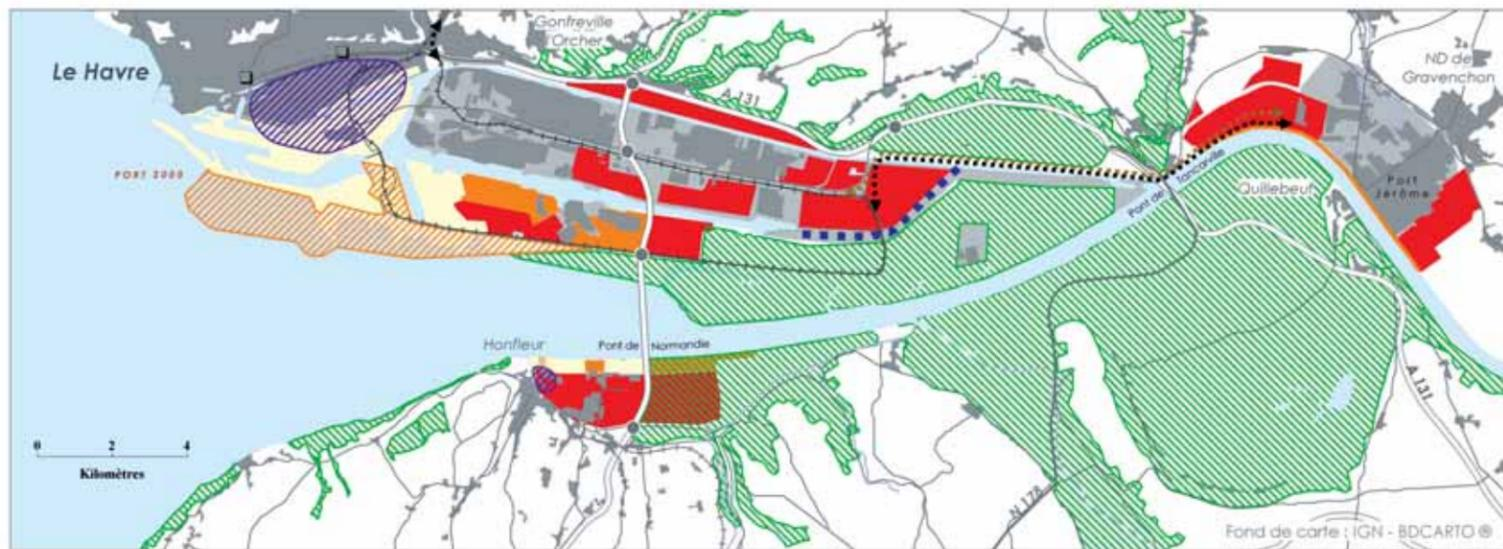 Gonfreville
l'Orcher
Le Havre
ND de
Gravenchon
A 131
PORT 2000
Pont de Tancarville
Quillebeuf
Port
Jérôme
Honfleur
Pont de Normandie
A 131
0 2 4
Kilomètres
N 178
Fond de carte : IGN - BDCARTO ®